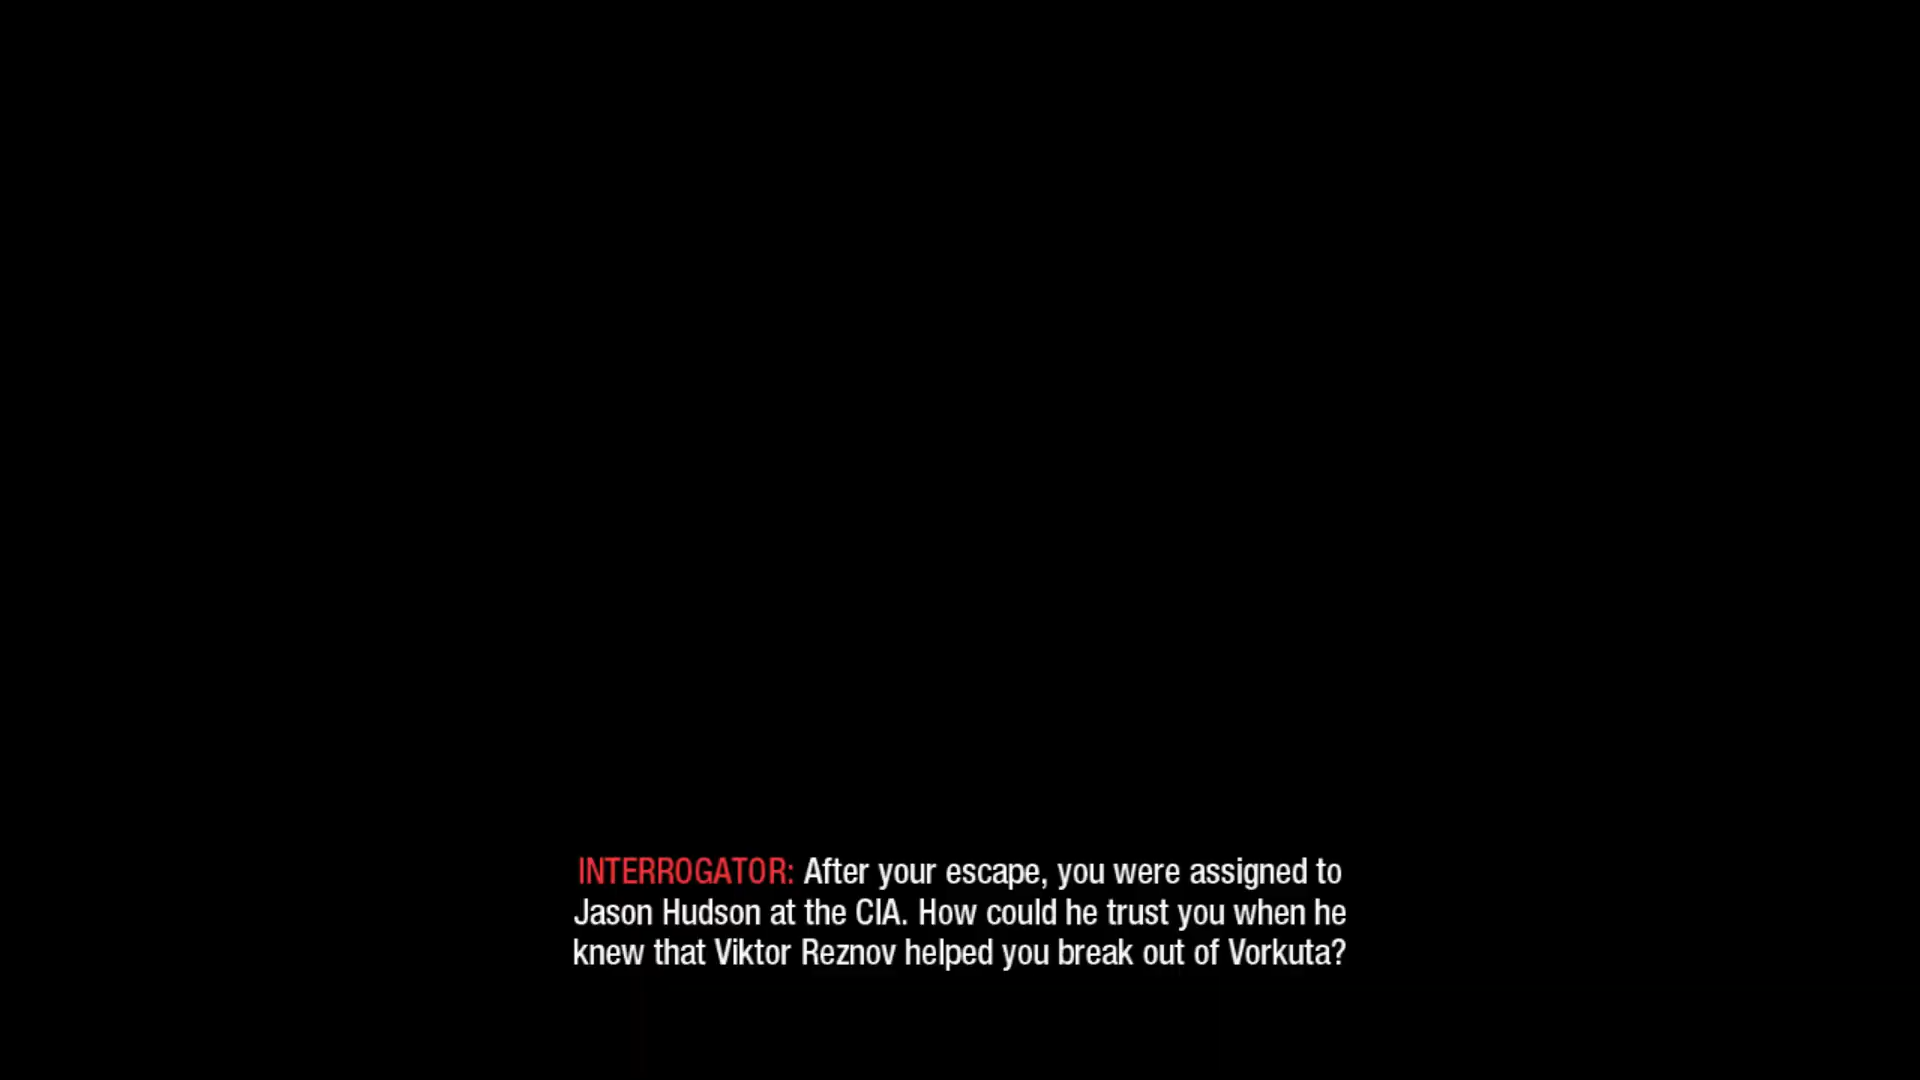 INTERROGATOR: After your escape, you were assigned to
Jason Hudson at the CIA. How could he trust you when he
knew that Viktor Reznov helped you break out of Vorkuta?